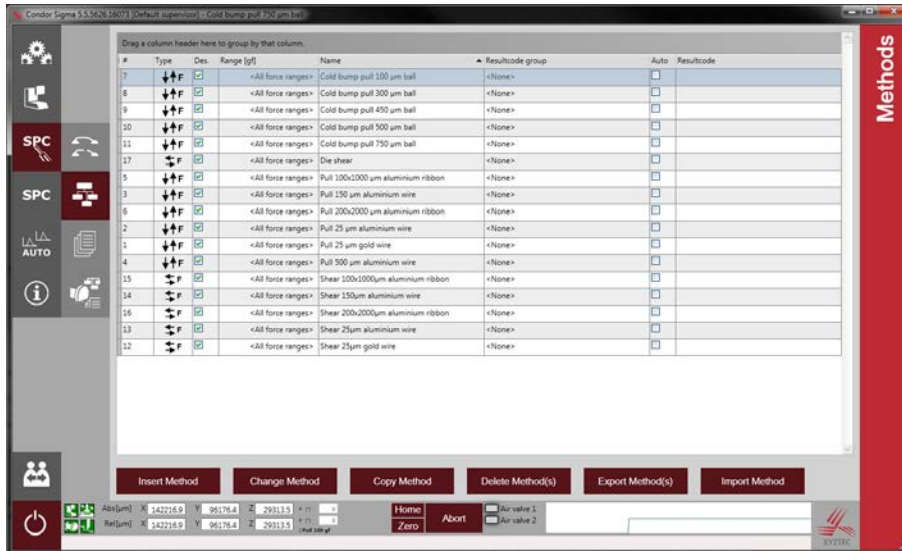 Condor Sigma 5.5.5626.16073 [Default supervisor] - Cold bump pull 750 µm ball
Methods
Drag a column header here to group by that column.
# Type Des. Range [gf] Name Resultcode group Auto Resultcode
7 F <All force ranges> Cold bump pull 100 µm ball <None>
8 F <All force ranges> Cold bump pull 300 µm ball <None>
9 F <All force ranges> Cold bump pull 450 µm ball <None>
10 F <All force ranges> Cold bump pull 500 µm ball <None>
11 F <All force ranges> Cold bump pull 750 µm ball <None>
17 F <All force ranges> Die shear <None>
5 F <All force ranges> Pull 100x1000 µm aluminium ribbon <None>
3 F <All force ranges> Pull 150 µm aluminium wire <None>
6 F <All force ranges> Pull 200x2000 µm aluminium ribbon <None>
2 F <All force ranges> Pull 25 µm aluminium wire <None>
1 F <All force ranges> Pull 25 µm gold wire <None>
4 F <All force ranges> Pull 500 µm aluminium wire <None>
15 F <All force ranges> Shear 100x1000µm aluminium ribbon <None>
14 F <All force ranges> Shear 150µm aluminium wire <None>
16 F <All force ranges> Shear 200x2000µm aluminium ribbon <None>
13 F <All force ranges> Shear 25µm aluminium wire <None>
12 F <All force ranges> Shear 25µm gold wire <None>
SPC
SPC
AUTO
Insert Method Change Method Copy Method Delete Method(s) Export Method(s) Import Method
Abs[µm] X 142216.9 Y 96176.4 Z 29313.5 Home Abort Air valve 1
Rel[µm] X 142216.9 Y 96176.4 Z 29313.5 Pull 100 gf Zero Air valve 2
XYZTEC